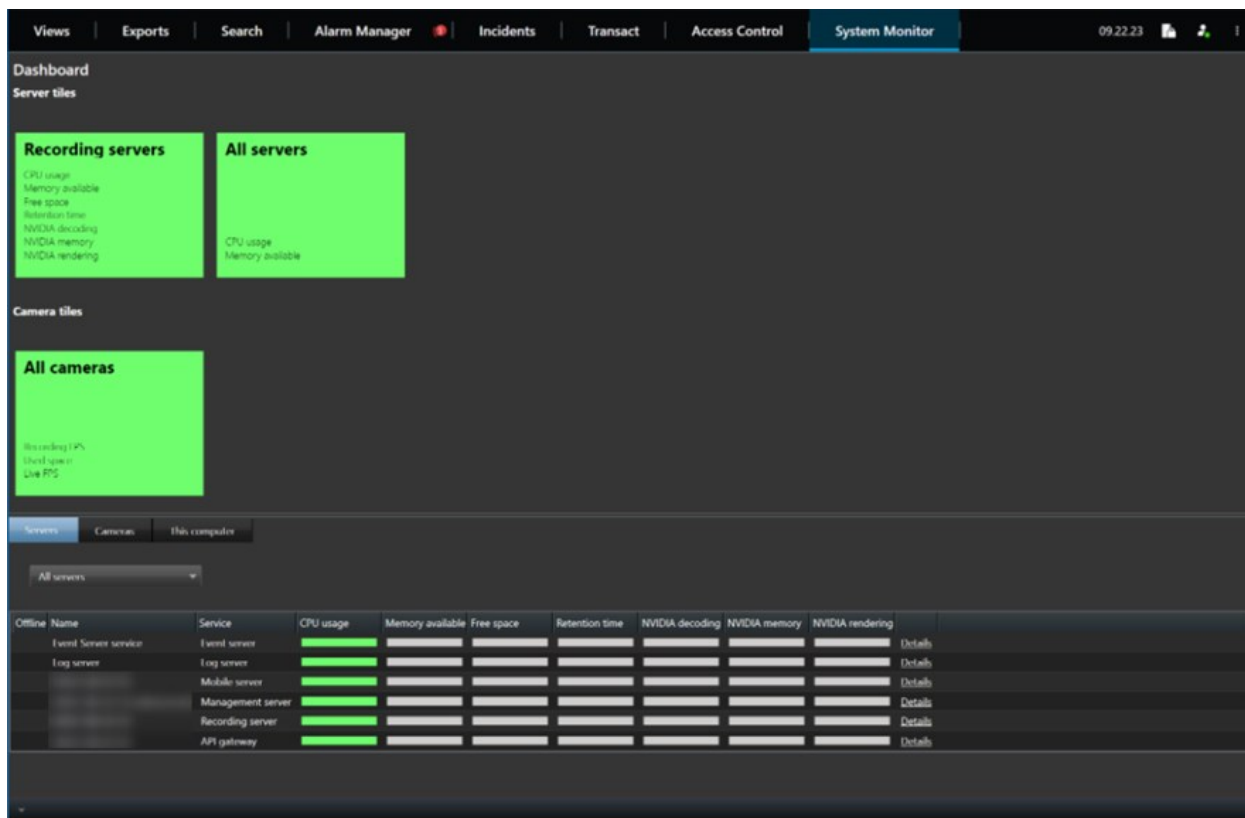 Views Exports Search Alarm Manager Incidents Transact Access Control System Monitor 09.22.23
Dashboard
Server tiles
Recording servers
CPU usage
Memory available
Free space
Retention time
NVIDIA decoding
NVIDIA memory
NVIDIA rendering
All servers
CPU usage
Memory available
Camera tiles
All cameras
Recording FPS
Used space
Live FPS
Servers Cameras This computer
All servers
Offline Name Service CPU usage Memory available Free space Retention time NVIDIA decoding NVIDIA memory NVIDIA rendering
Event Server service Event server Details
Log server Log server Details
Mobile server Details
Management server Details
Recording server Details
API gateway Details